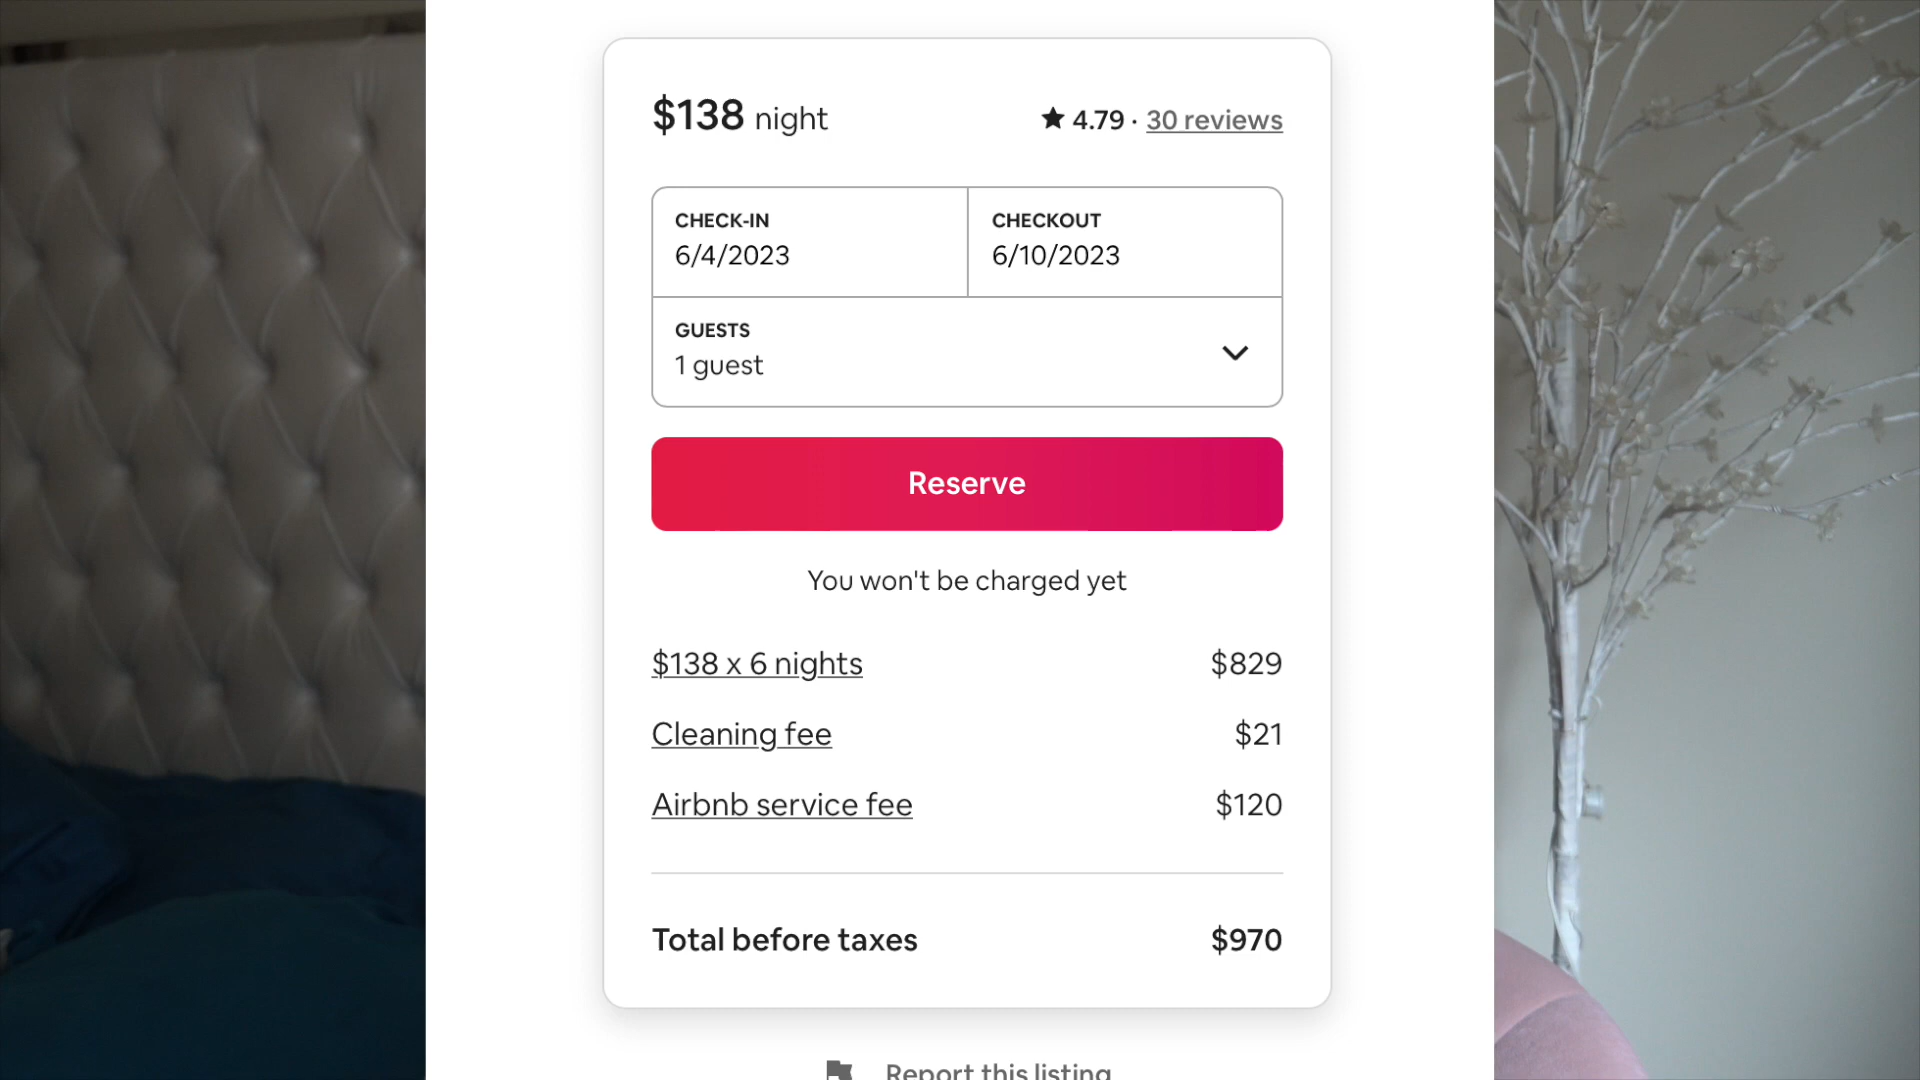 $138 night
★ 4.79 · 30 reviews
CHECK-IN
6/4/2023
CHECKOUT
6/10/2023
GUESTS
1 guest
Reserve
You won't be charged yet
$138 x 6 nights $829
Cleaning fee $21
Airbnb service fee $120
Total before taxes $970
Report this listing